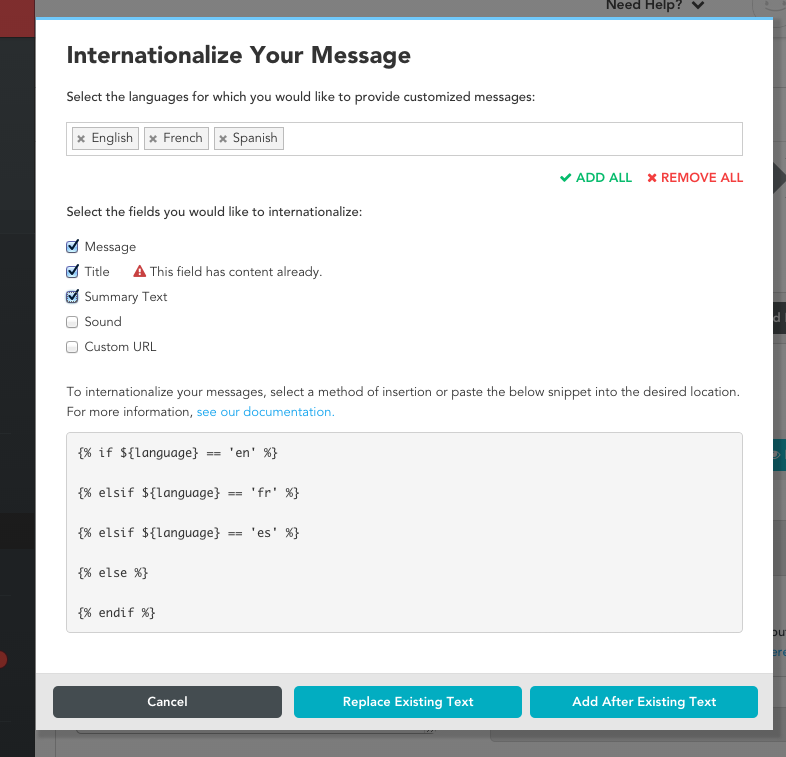 Need Help?
Internationalize Your Message
Select the languages for which you would like to provide customized messages:
English French Spanish
ADD ALL REMOVE ALL
Select the fields you would like to internationalize:
Message
Title This field has content already.
Summary Text
Sound
Custom URL
To internationalize your messages, select a method of insertion or paste the below snippet into the desired location.
For more information, see our documentation.
{% if ${language} == 'en' %}
{% elsif ${language} == 'fr' %}
{% elsif ${language} == 'es' %}
{% else %}
{% endif %}
Cancel Replace Existing Text Add After Existing Text